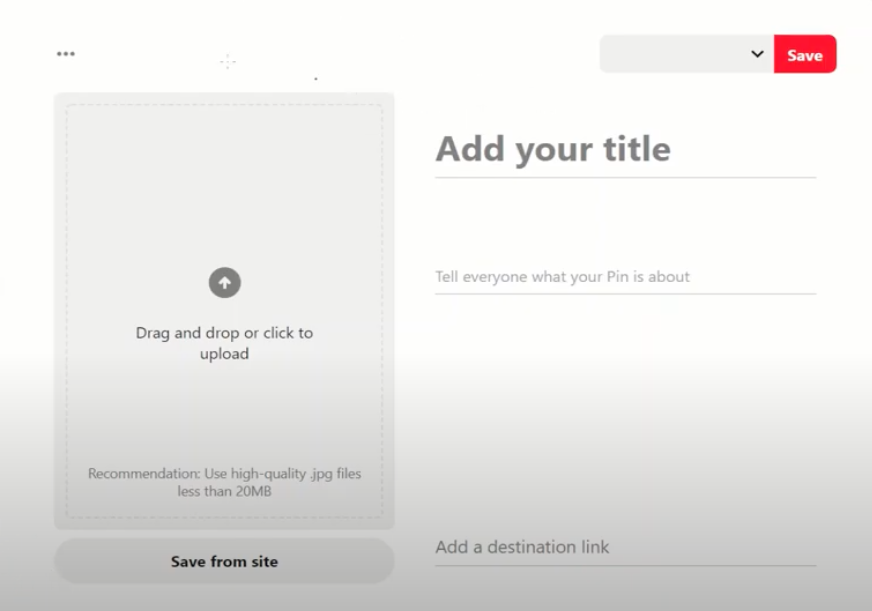 Save
Add your title
Tell everyone what your Pin is about
Drag and drop or click to
upload
Recommendation: Use high-quality .jpg files
less than 20MB
Save from site
Add a destination link